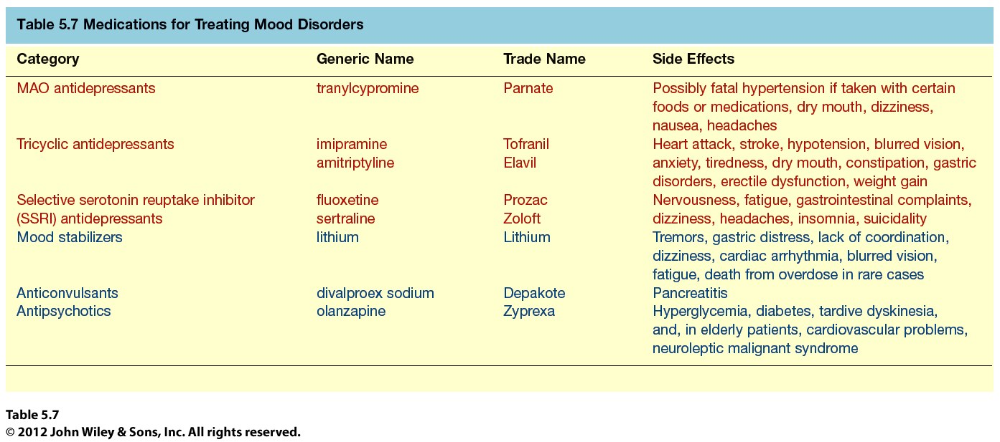 Table 5.7 Medications for Treating Mood Disorders
Category Generic Name Trade Name Side Effects
MAO antidepressants tranylcypromine Parnate Possibly fatal hypertension if taken with certain
foods or medications, dry mouth, dizziness,
nausea, headaches
Tricyclic antidepressants imipramine Tofranil Heart attack, stroke, hypotension, blurred vision,
amitriptyline Elavil anxiety, tiredness, dry mouth, constipation, gastric
disorders, erectile dysfunction, weight gain
Selective serotonin reuptake inhibitor fluoxetine Prozac Nervousness, fatigue, gastrointestinal complaints,
(SSRI) antidepressants sertraline Zoloft dizziness, headaches, insomnia, suicidality
Mood stabilizers lithium Lithium Tremors, gastric distress, lack of coordination,
dizziness, cardiac arrhythmia, blurred vision,
fatigue, death from overdose in rare cases
Anticonvulsants divalproex sodium Depakote Pancreatitis
Antipsychotics olanzapine Zyprexa Hyperglycemia, diabetes, tardive dyskinesia,
and, in elderly patients, cardiovascular problems,
neuroleptic malignant syndrome
Table 5.7
© 2012 John Wiley & Sons, Inc. All rights reserved.